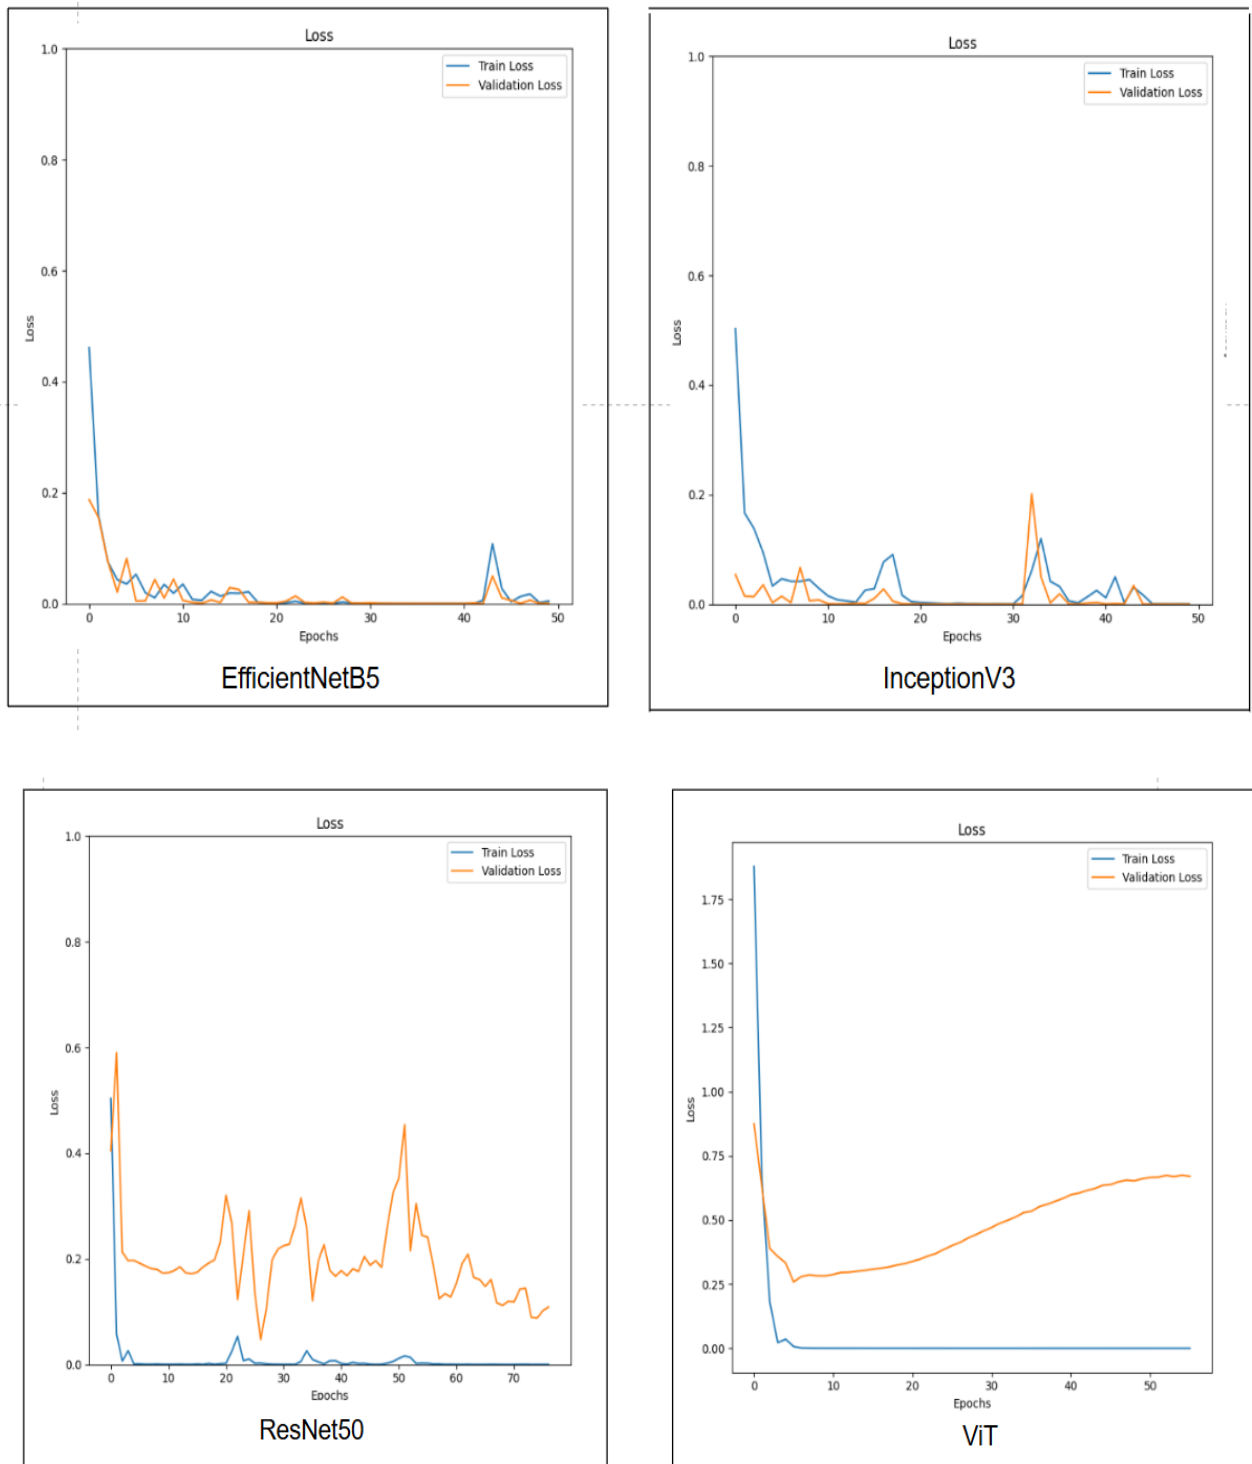 Loss
1.0
Train Loss
Validation Loss
0.8
0.6
Loss
0.4
0.2
0.0
0 10 20 30 40 50
Epochs
EfficientNetB5
Loss
1.0
Train Loss
Validation Loss
0.8
0.6
Loss
0.4
0.2
0.0
0 10 20 30 40 50
Epochs
InceptionV3
Loss
1.0
Train Loss
Validation Loss
0.8
0.6
Loss
0.4
0.2
0.0
0 10 20 30 40 50 60 70
Epochs
ResNet50
Loss
Train Loss
Validation Loss
1.75
1.50
1.25
1.00
Loss
0.75
0.50
0.25
0.00
0 10 20 30 40 50
Epochs
ViT